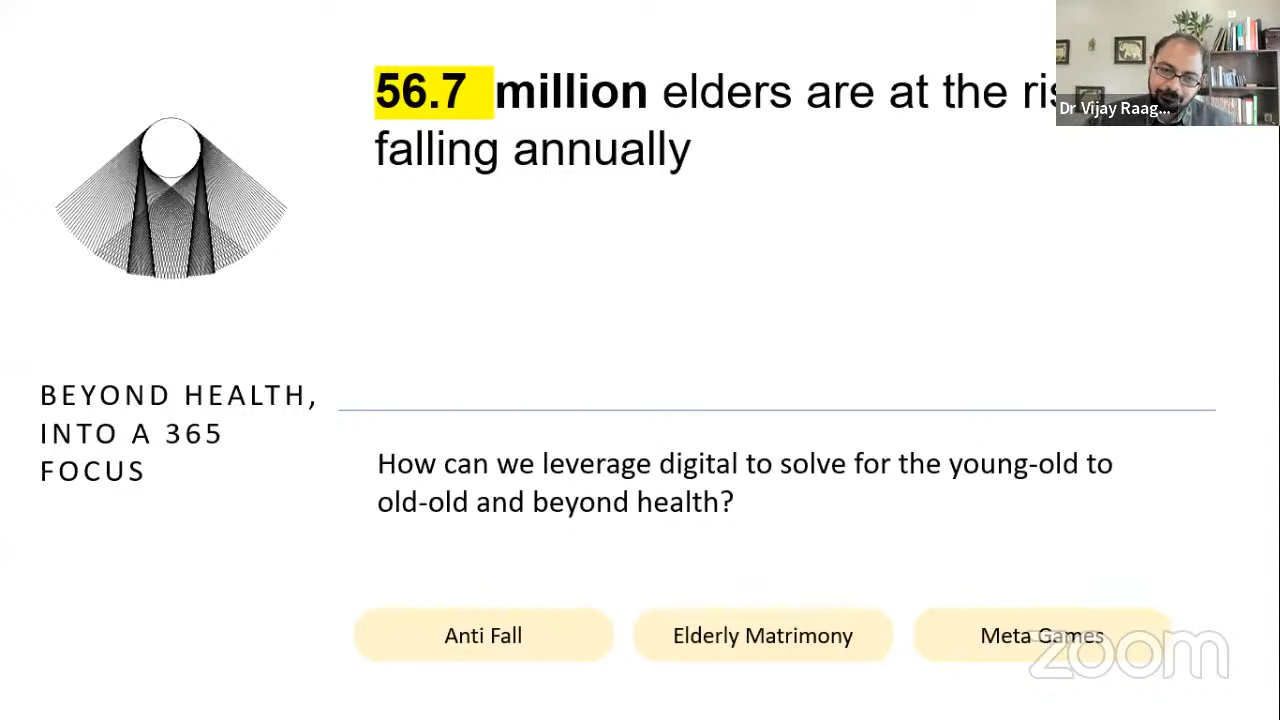 56.7 million elders are at the ris
falling annually
Dr Vijay Raag...
BEYOND HEALTH,
INTO A 365
FOCUS
How can we leverage digital to solve for the young-old to
old-old and beyond health?
Anti Fall
Elderly Matrimony
Meta Games
zoom